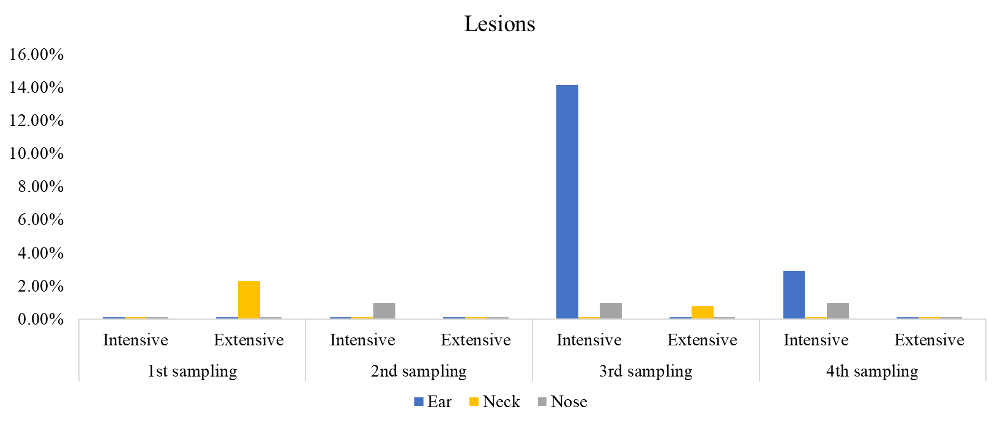 Lesions
16.00%
14.00%
12.00%
10.00%
8.00%
6.00%
4.00%
2.00%
0.00%
Intensive Extensive Intensive Extensive Intensive Extensive Intensive Extensive
1st sampling 2nd sampling 3rd sampling 4th sampling
Ear Neck Nose